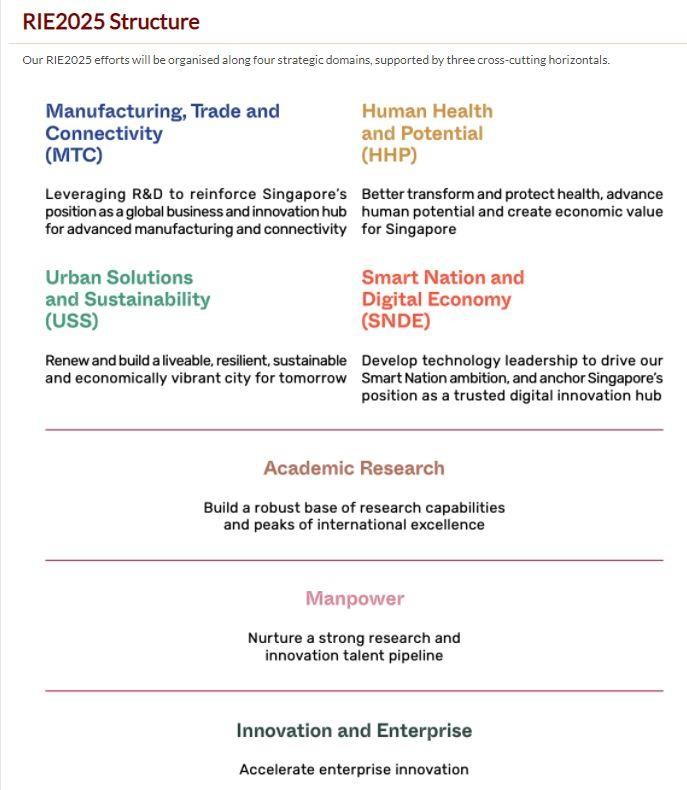 RIE2025 Structure
Our RIE2025 efforts will be organised along four strategic domains, supported by three cross-cutting horizontals.
Manufacturing, Trade and
Connectivity
(MTC)
Leveraging R&D to reinforce Singapore's
position as a global business and innovation hub
for advanced manufacturing and connectivity
Human Health
and Potential
(HHP)
Better transform and protect health, advance
human potential and create economic value
for Singapore
Urban Solutions
and Sustainability
(USS)
Renew and build a liveable, resilient, sustainable
and economically vibrant city for tomorrow
Smart Nation and
Digital Economy
(SNDE)
Develop technology leadership to drive our
Smart Nation ambition, and anchor Singapore's
position as a trusted digital innovation hub
Academic Research
Build a robust base of research capabilities
and peaks of international excellence
Manpower
Nurture a strong research and
innovation talent pipeline
Innovation and Enterprise
Accelerate enterprise innovation